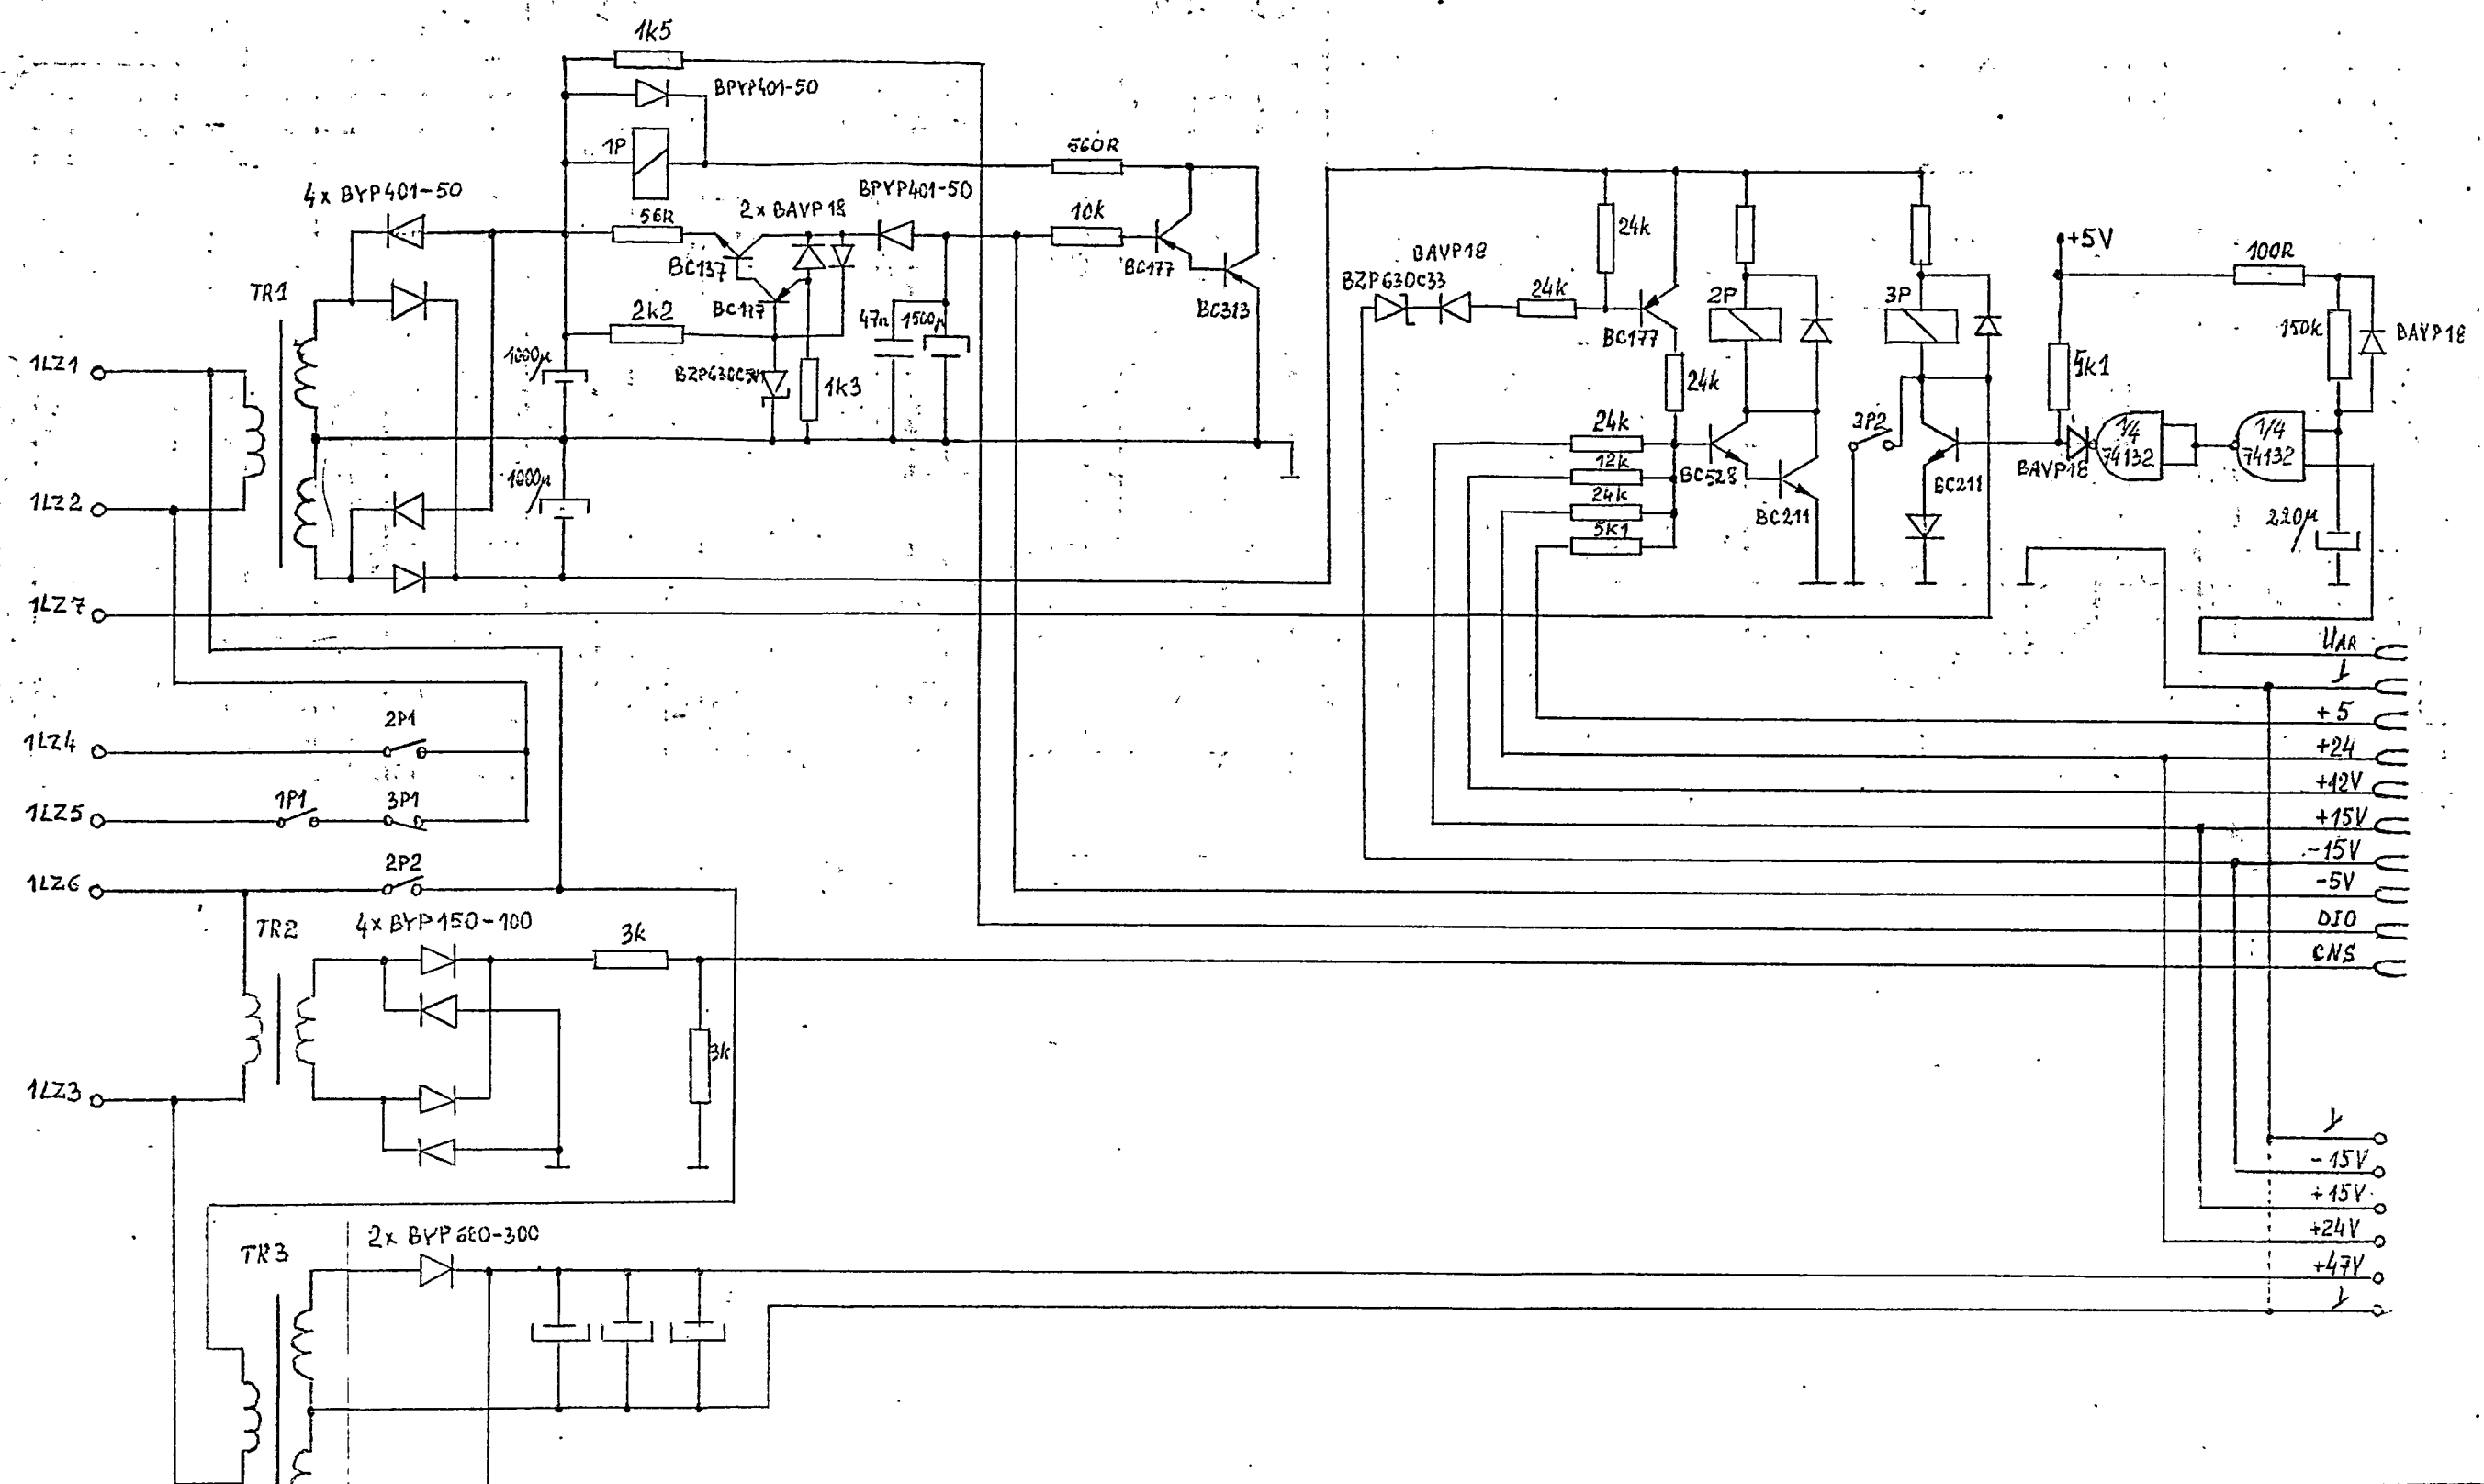 1k5
BPYP401-50
1P
560R
4x BYP401-50
BPYP401-50
56R
2x BAVP18
10k
24k
+5V
BC177
BAVP18
100R
TR1
BZP630C33
24k
2P
3P
2k2
47n
1500µ
BC313
150k
BAVP18
BC177
1LZ1
1000µ
1k3
24k
5k1
3P2
24k
1/4
74132
1/4
74132
12k
BC528
BAVP18
1LZ2
1000µ
24k
BC211
BC211
5k1
220µ
1LZ7
UAR
+5
2P1
1LZ4
+24
+12V
1P1
3P1
1LZ5
+15V
-15V
2P2
1LZ6
-5V
DIO
TR2
4x BYP150-100
3k
CNS
3k
1LZ3
-15V
+15V
+24V
2x BYP680-300
TR3
+47V